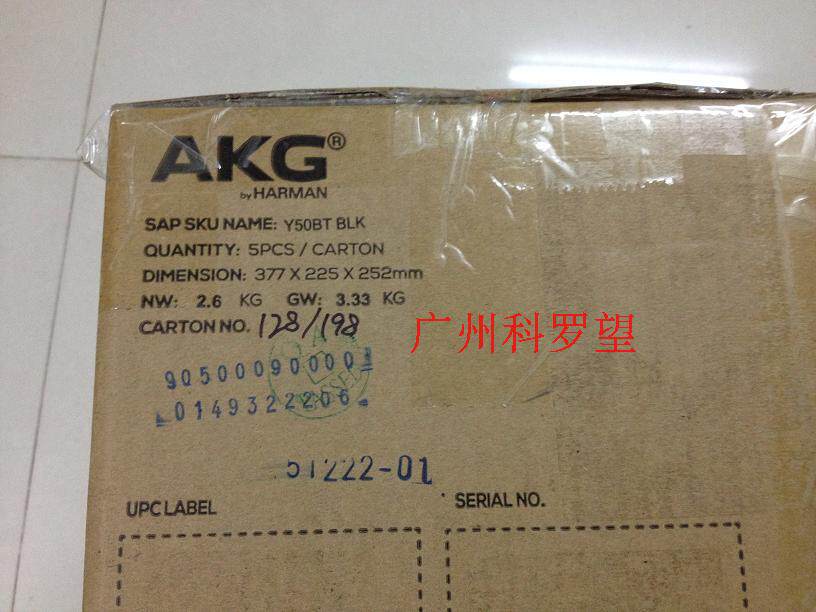 AKG®
by HARMAN
SAP SKU NAME: Y50BT BLK
QUANTITY: 5PCS / CARTON
DIMENSION: 377 X 225 X 252mm
NW: 2.6 KG GW: 3.33 KG
CARTON NO. 128/198
广州科罗望
90500090000
0149322206
51222-01
UPC LABEL
SERIAL NO.